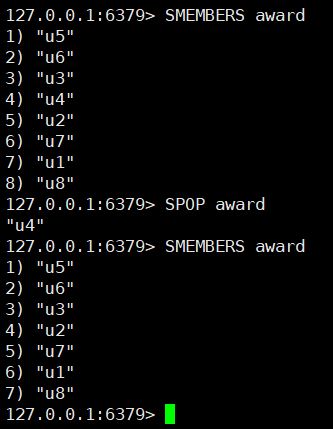 127.0.0.1:6379> SMEMBERS award
1) "u5"
2) "u6"
3) "u3"
4) "u4"
5) "u2"
6) "u7"
7) "u1"
8) "u8"
127.0.0.1:6379> SPOP award
"u4"
127.0.0.1:6379> SMEMBERS award
1) "u5"
2) "u6"
3) "u3"
4) "u2"
5) "u7"
6) "u1"
7) "u8"
127.0.0.1:6379>